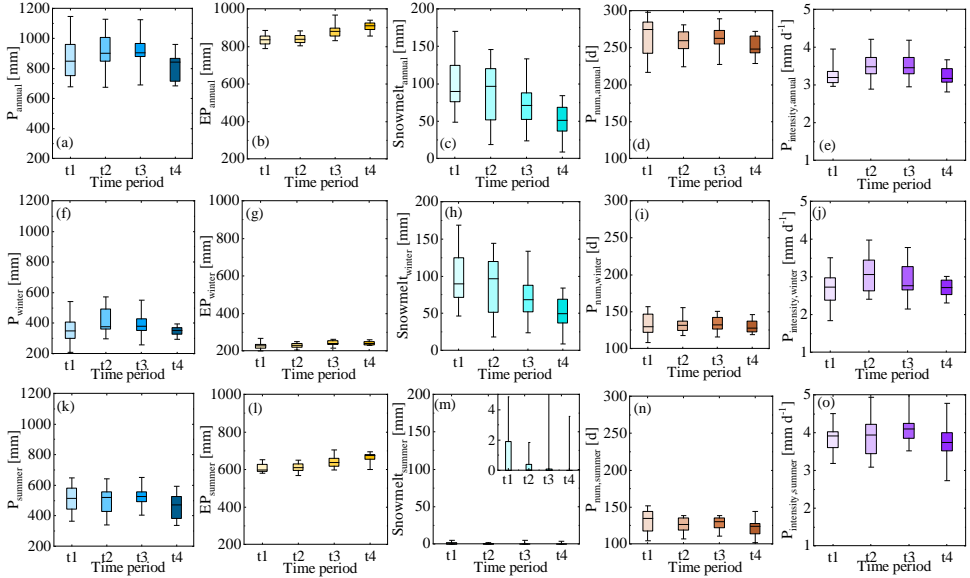 P_annual [mm]
1200
1000
800
600
400
200
(a)
t1 t2 t3 t4
Time period
EP_annual [mm]
1000
800
600
400
200
(b)
t1 t2 t3 t4
Time period
Snowmelt_annual [mm]
200
150
100
50
0
(c)
t1 t2 t3 t4
Time period
P_num,annual [d]
300
250
200
150
100
(d)
t1 t2 t3 t4
Time period
P_intensity,annual [mm d⁻¹]
5
4
3
2
1
(e)
t1 t2 t3 t4
Time period
P_winter [mm]
1200
1000
800
600
400
200
(f)
t1 t2 t3 t4
Time period
EP_winter [mm]
1000
800
600
400
200
(g)
t1 t2 t3 t4
Time period
Snowmelt_winter [mm]
200
150
100
50
0
(h)
t1 t2 t3 t4
Time period
P_num,winter [d]
300
250
200
150
100
(i)
t1 t2 t3 t4
Time period
P_intensity,winter [mm d⁻¹]
5
4
3
2
1
(j)
t1 t2 t3 t4
Time period
P_summer [mm]
1200
1000
800
600
400
200
(k)
t1 t2 t3 t4
Time period
EP_summer [mm]
1000
800
600
400
200
(l)
t1 t2 t3 t4
Time period
Snowmelt_summer [mm]
200
150
100
50
0
(m)
4
2
0
t1 t2 t3 t4
t1 t2 t3 t4
Time period
P_num,summer [d]
300
250
200
150
100
(n)
t1 t2 t3 t4
Time period
P_intensity,summer [mm d⁻¹]
5
4
3
2
1
(o)
t1 t2 t3 t4
Time period